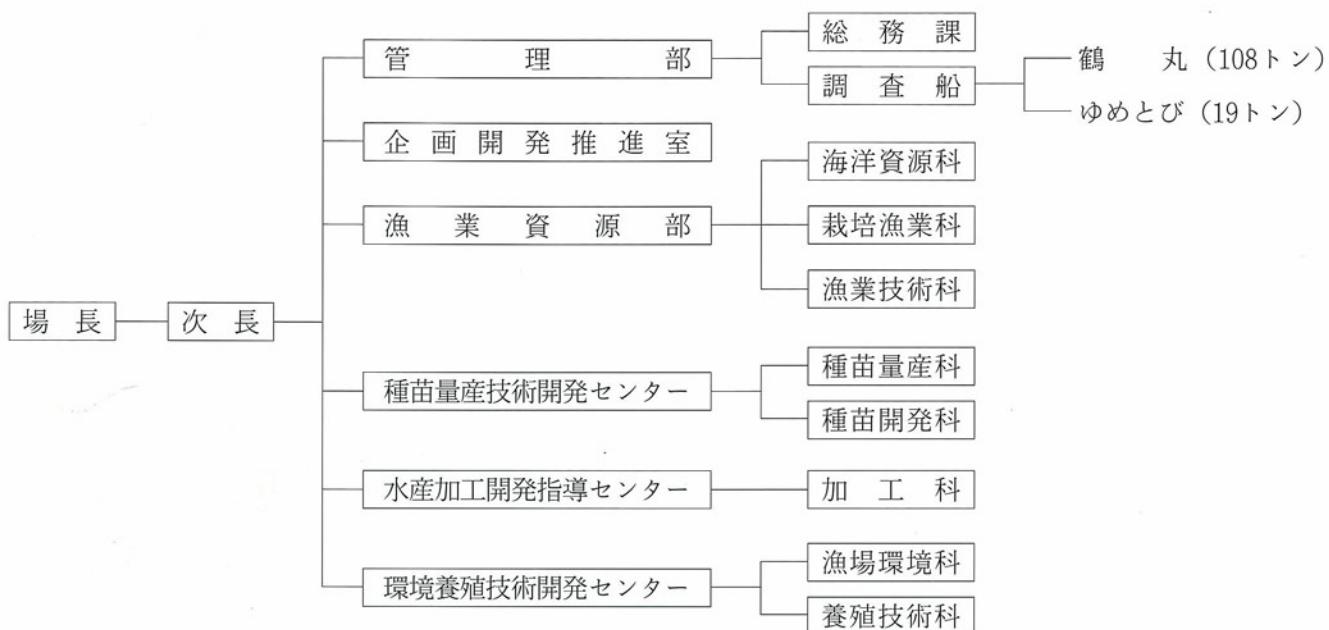 場長
次長
管理部
総務課
調査船
鶴丸(108トン)
ゆめとび(19トン)
企画開発推進室
漁業資源部
海洋資源科
栽培漁業科
漁業技術科
種苗量産技術開発センター
種苗量産科
種苗開発科
水産加工開発指導センター
加工科
環境養殖技術開発センター
漁場環境科
養殖技術科